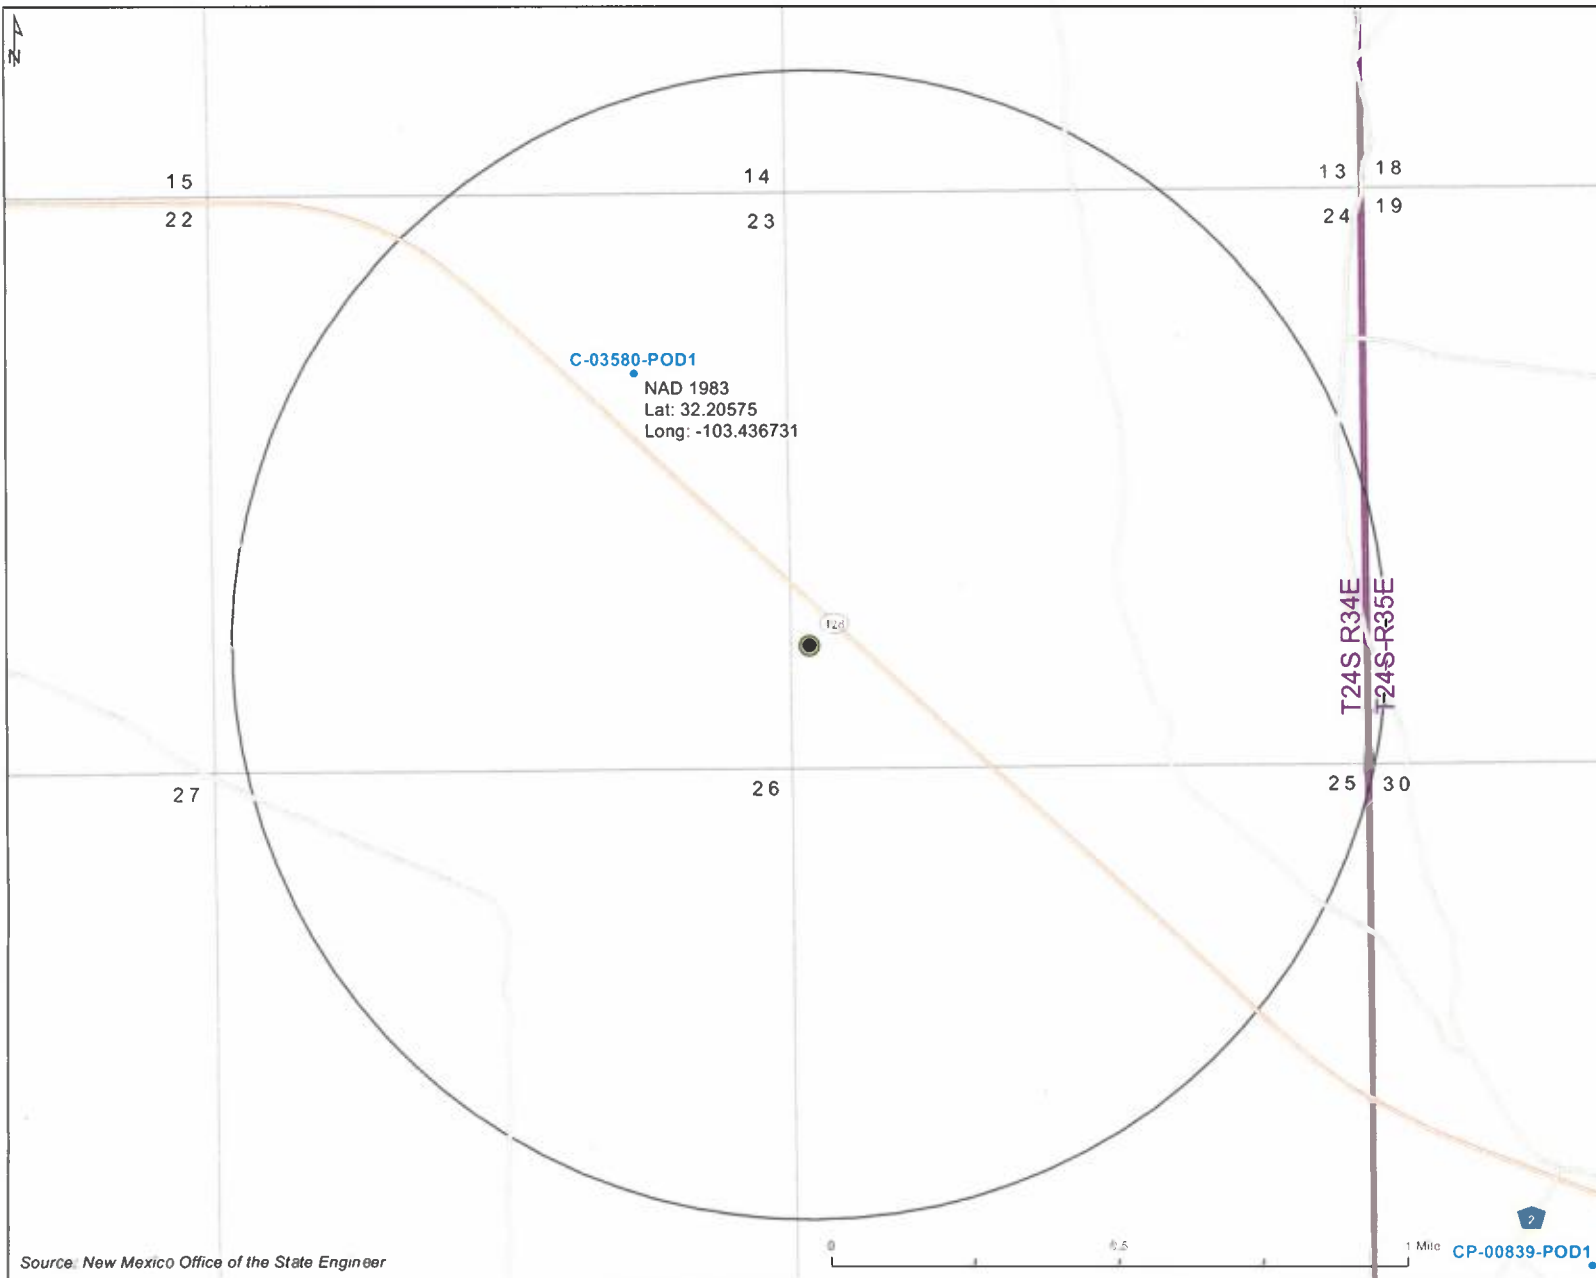 N
15
14
13 18
22
23
24 19
C-03580-POD1
NAD 1983
Lat: 32.20575
Long: -103.436731
128
T24S R34E
T24S R35E
27
26
25 30
2
0 0.5 1 Mile
CP-00839-POD1
Source: New Mexico Office of the State Engineer